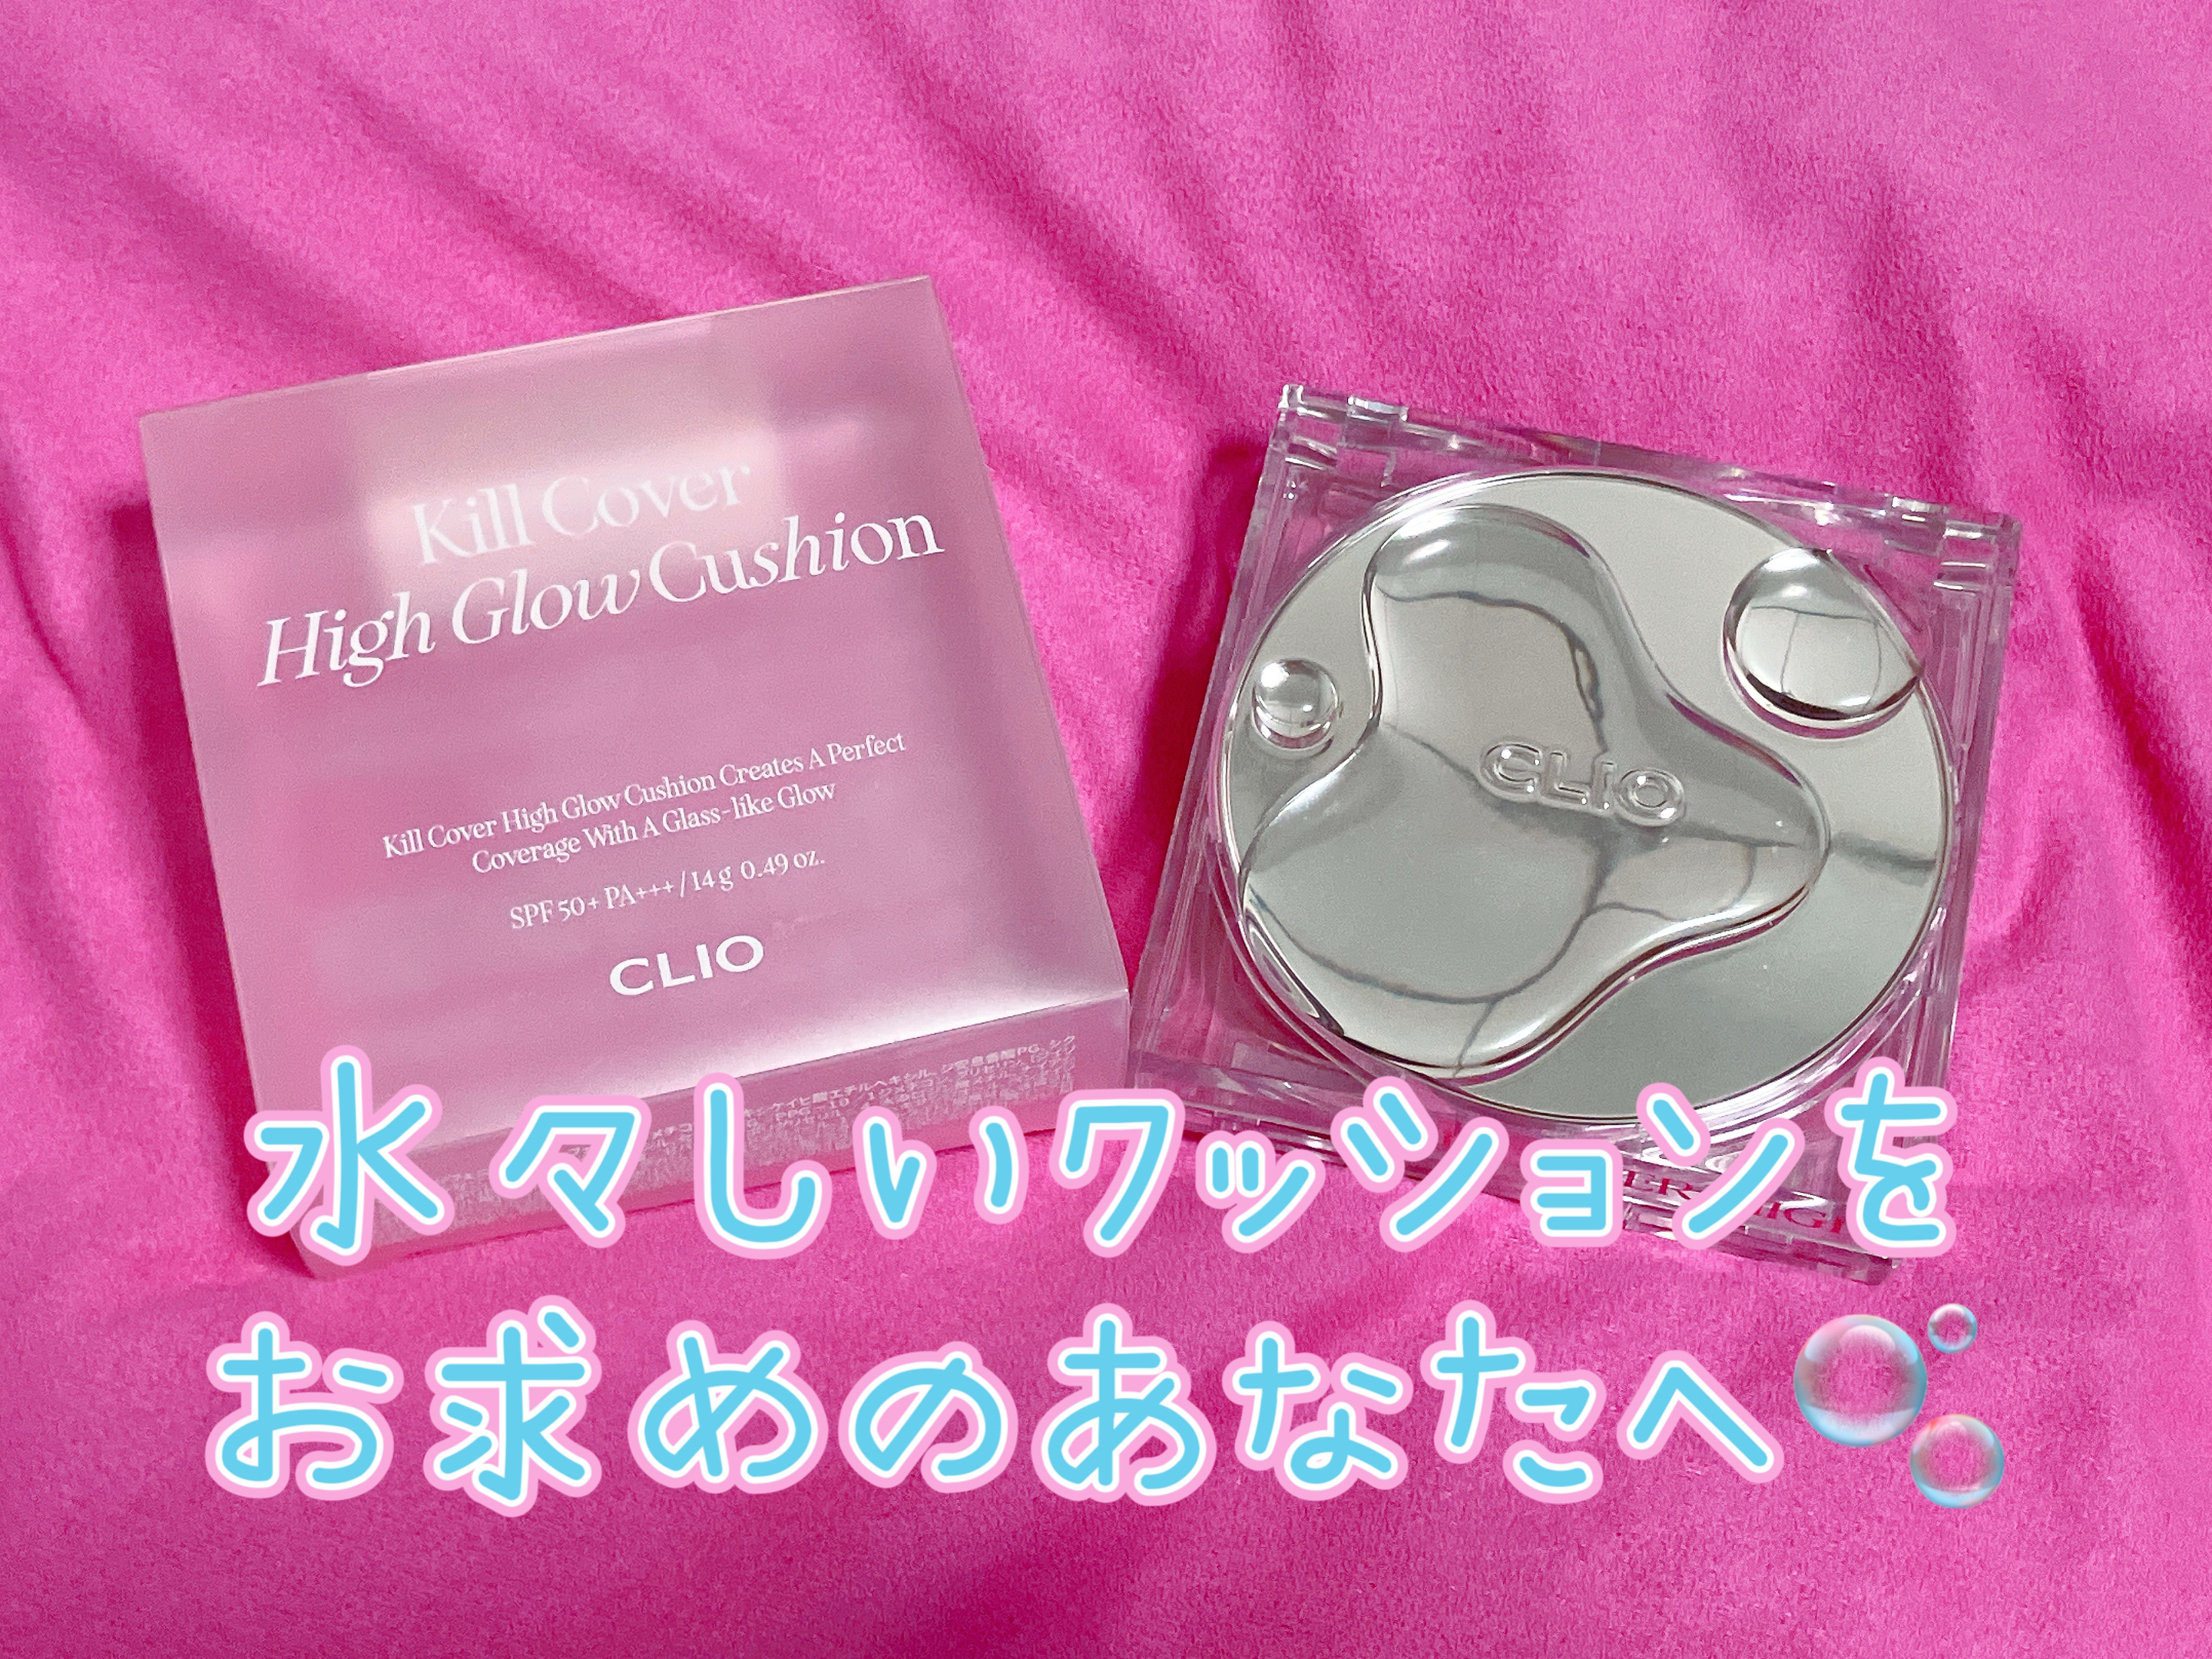 Kill Cover
High Glow Cushion
Kill Cover High Glow Cushion Creates A Perfect
Coverage With A Glass-like Glow
SPF 50+ PA+++ / 14 g 0.49 oz.
CLIO
CLIO
水々しいクッションを
お求めのあなたへ🫧